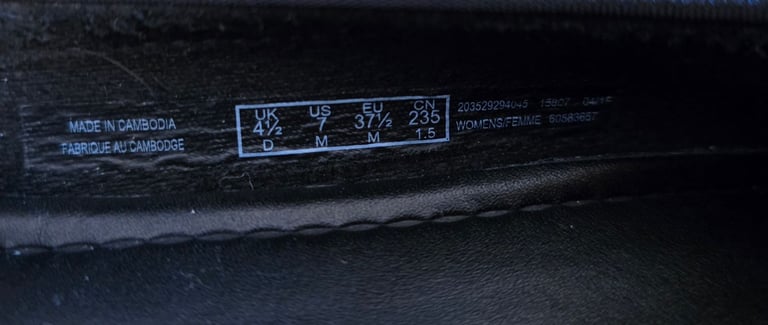 MADE IN CAMBODIA
FABRIQUE AU CAMBODGE
UK US EU CN
4½ 7 37½ 235
D M M 1.5
203529294045
WOMENS/FEMME